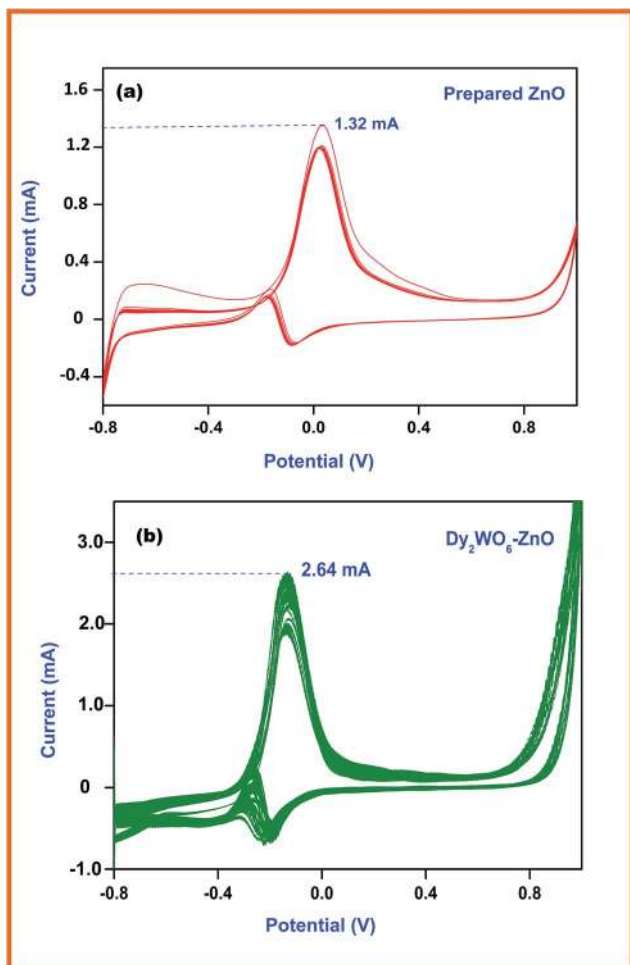 (a)
Prepared ZnO
1.32 mA
1.6
1.2
0.8
0.4
0
-0.4
Current (mA)
-0.8
-0.4
0.0
0.4
0.8
Potential (V)
(b)
Dy₂WO₆-ZnO
2.64 mA
3.0
2.0
1.0
0
-1.0
Current (mA)
-0.8
-0.4
0.0
0.4
0.8
Potential (V)